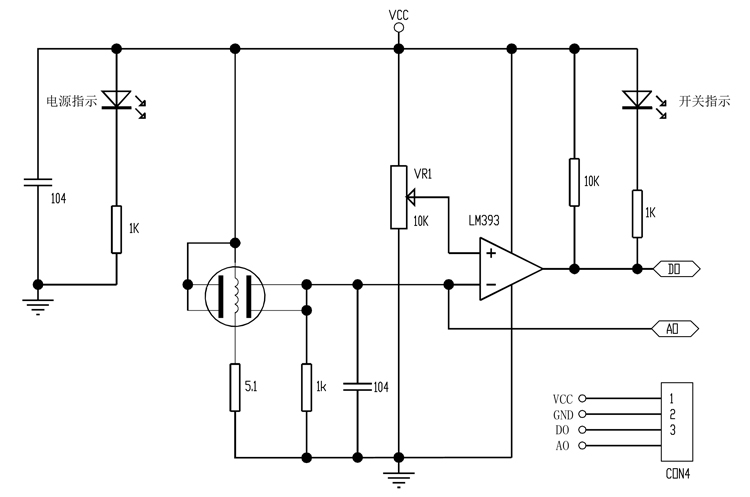 VCC
电源指示
开关指示
104
1K
VR1
10K
LM393
+
−
10K
1K
DO
AO
5.1
1k
104
VCC 1
GND 2
DO 3
AO
CON4